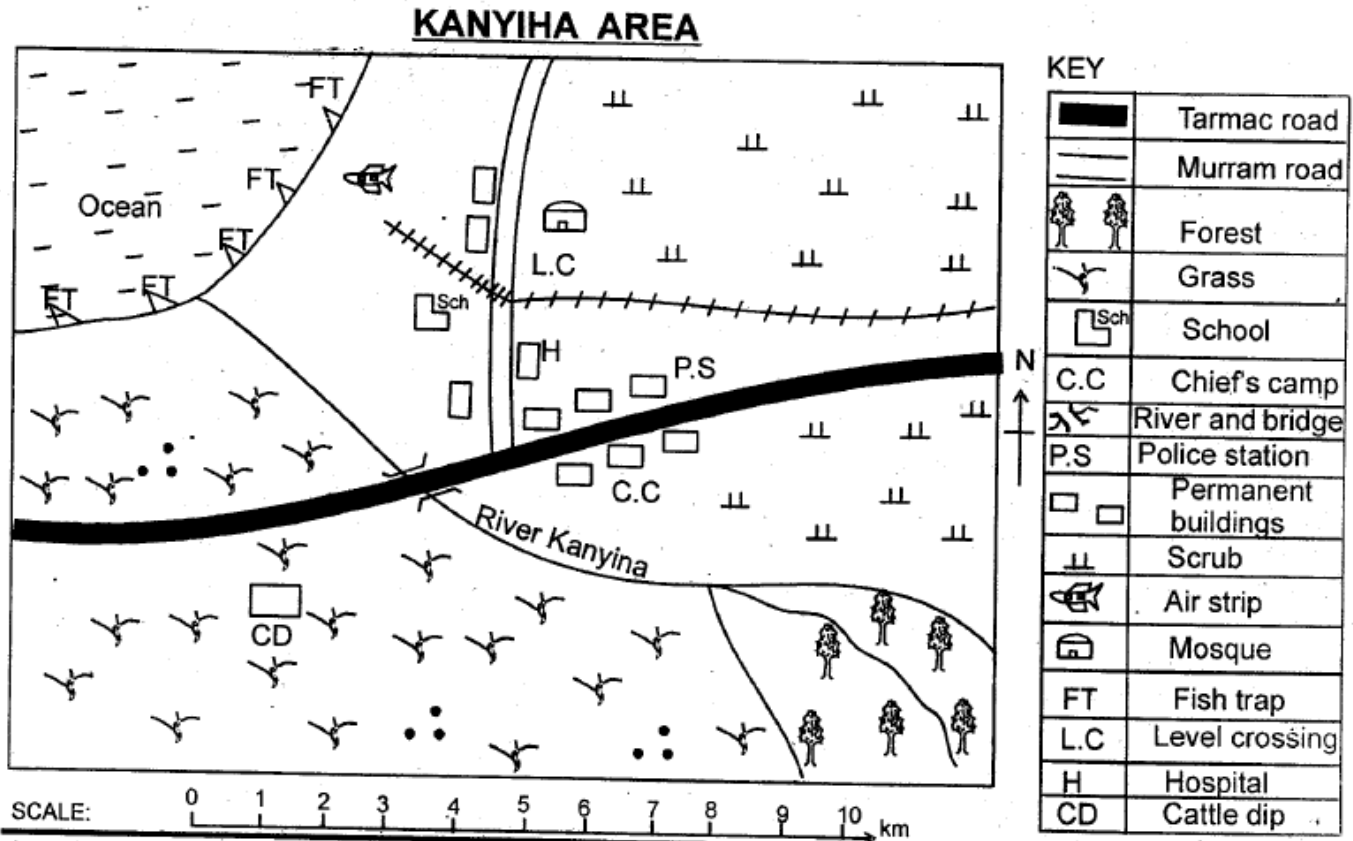 KANYIHA AREA
FT
FT
Ocean
FT
FT
FT
L.C
Sch
H
P.S
C.C
River Kanyina
CD
N
KEY
Tarmac road
Murram road
Forest
Grass
Sch School
C.C Chief's camp
River and bridge
P.S Police station
Permanent
buildings
Scrub
Air strip
Mosque
FT Fish trap
L.C Level crossing
H Hospital
CD Cattle dip
SCALE: 0 1 2 3 4 5 6 7 8 9 10 km